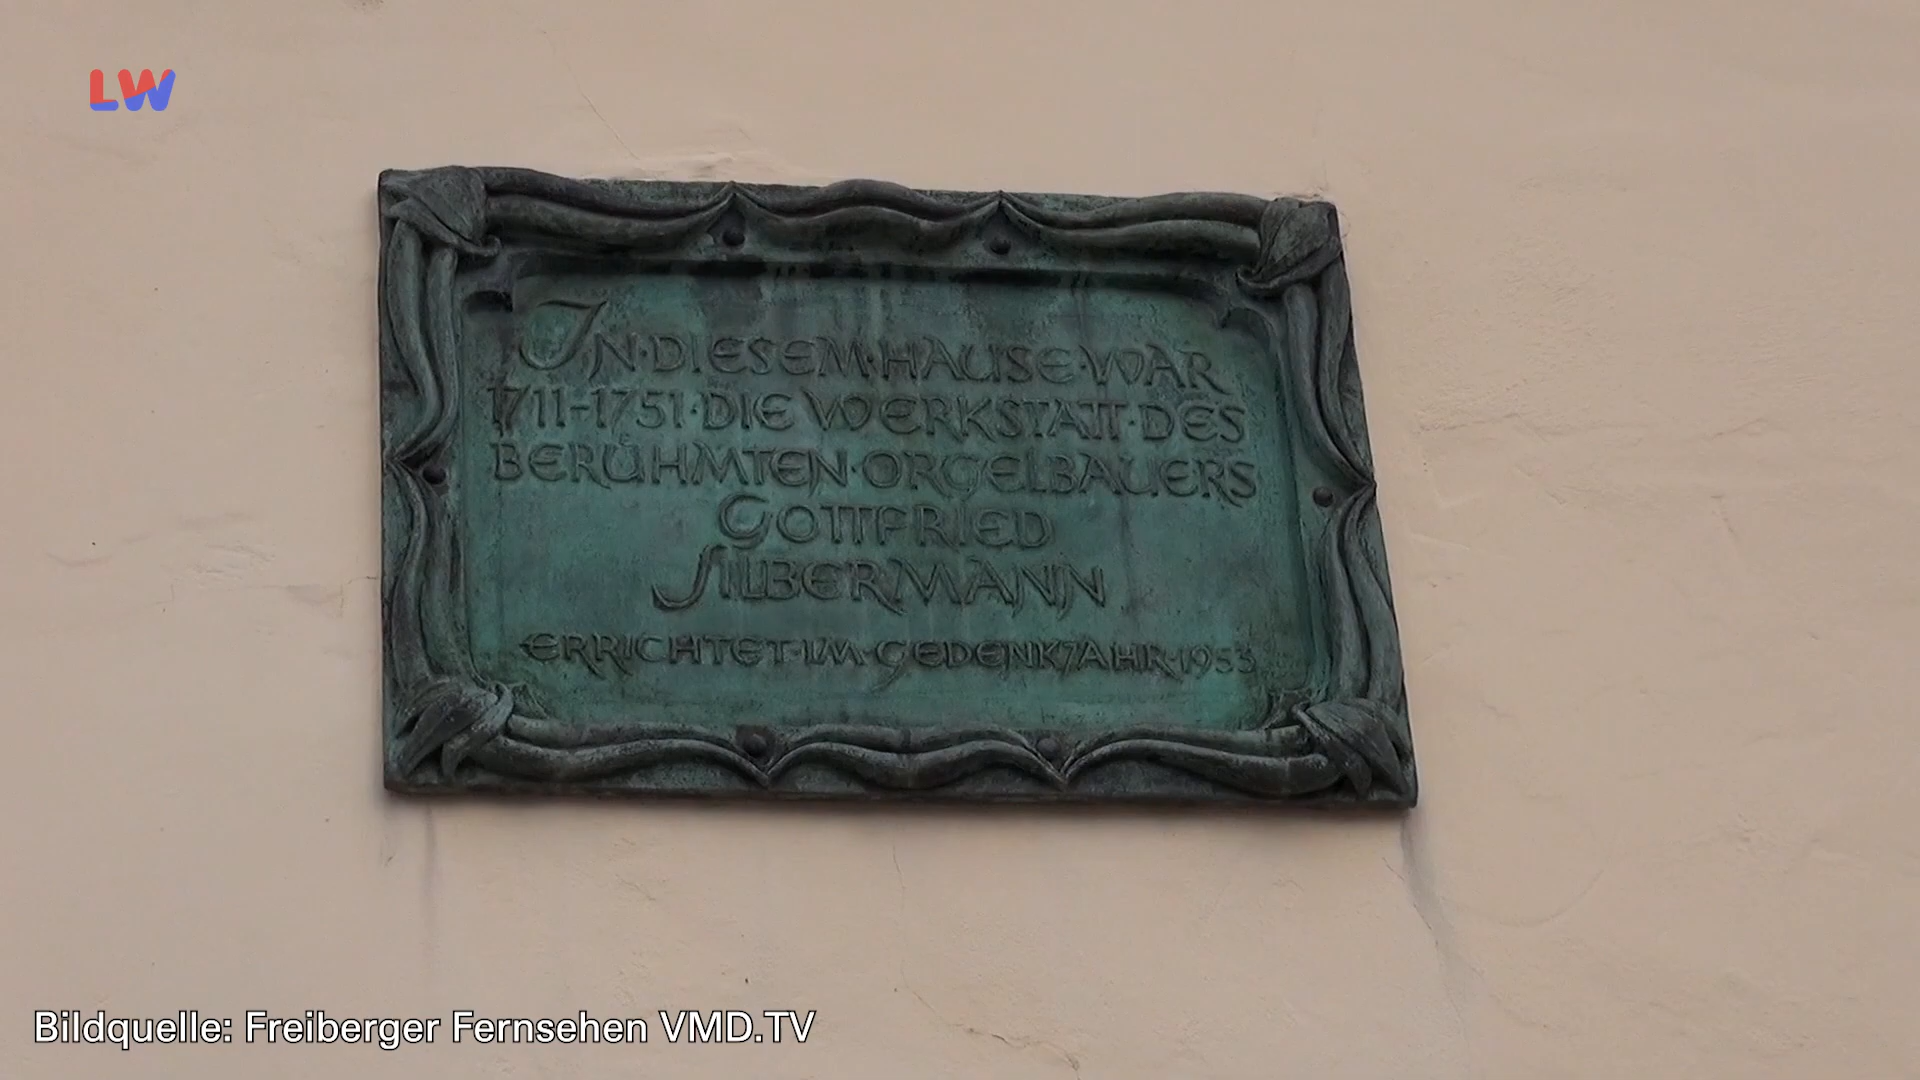 LW
IN·DIESEM·HAUSE·WAR
1711-1751·DIE WERKSTATT·DES
BERÜHMTEN·ORGELBAUERS
GOTTFRIED
SILBERMANN
ERRICHTET·IM·GEDENKJAHR·1953
Bildquelle: Freiberger Fernsehen VMD.TV